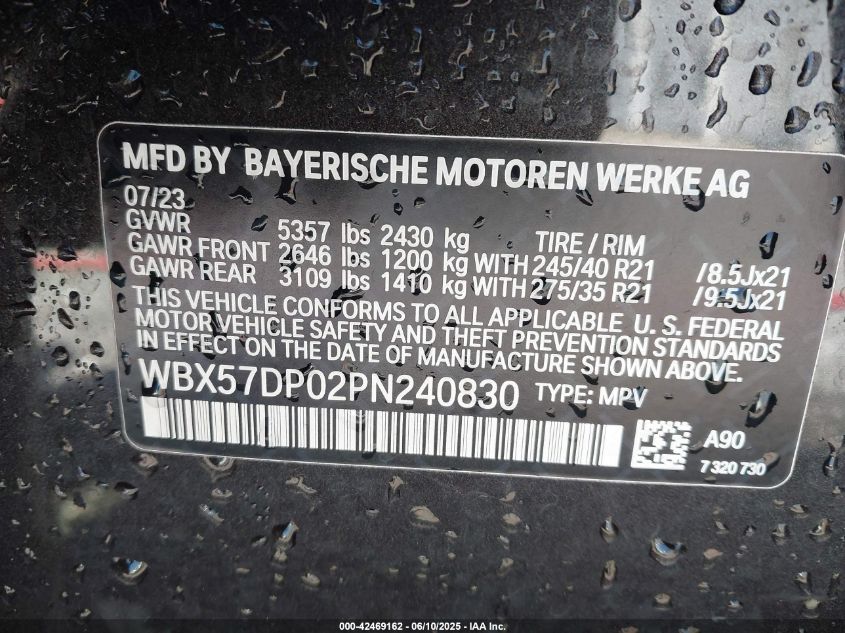 MFD BY BAYERISCHE MOTOREN WERKE AG
07/23
GVWR 5357 lbs 2430 kg TIRE / RIM
GAWR FRONT 2646 lbs 1200 kg WITH 245/40 R21 /8.5Jx21
GAWR REAR 3109 lbs 1410 kg WITH 275/35 R21 /9.5Jx21
THIS VEHICLE CONFORMS TO ALL APPLICABLE U. S. FEDERAL
MOTOR VEHICLE SAFETY AND THEFT PREVENTION STANDARDS
IN EFFECT ON THE DATE OF MANUFACTURE SHOWN ABOVE.
WBX57DP02PN240830 TYPE: MPV
A90
7 320 730
000-42469162 - 06/10/2025 - IAA Inc.